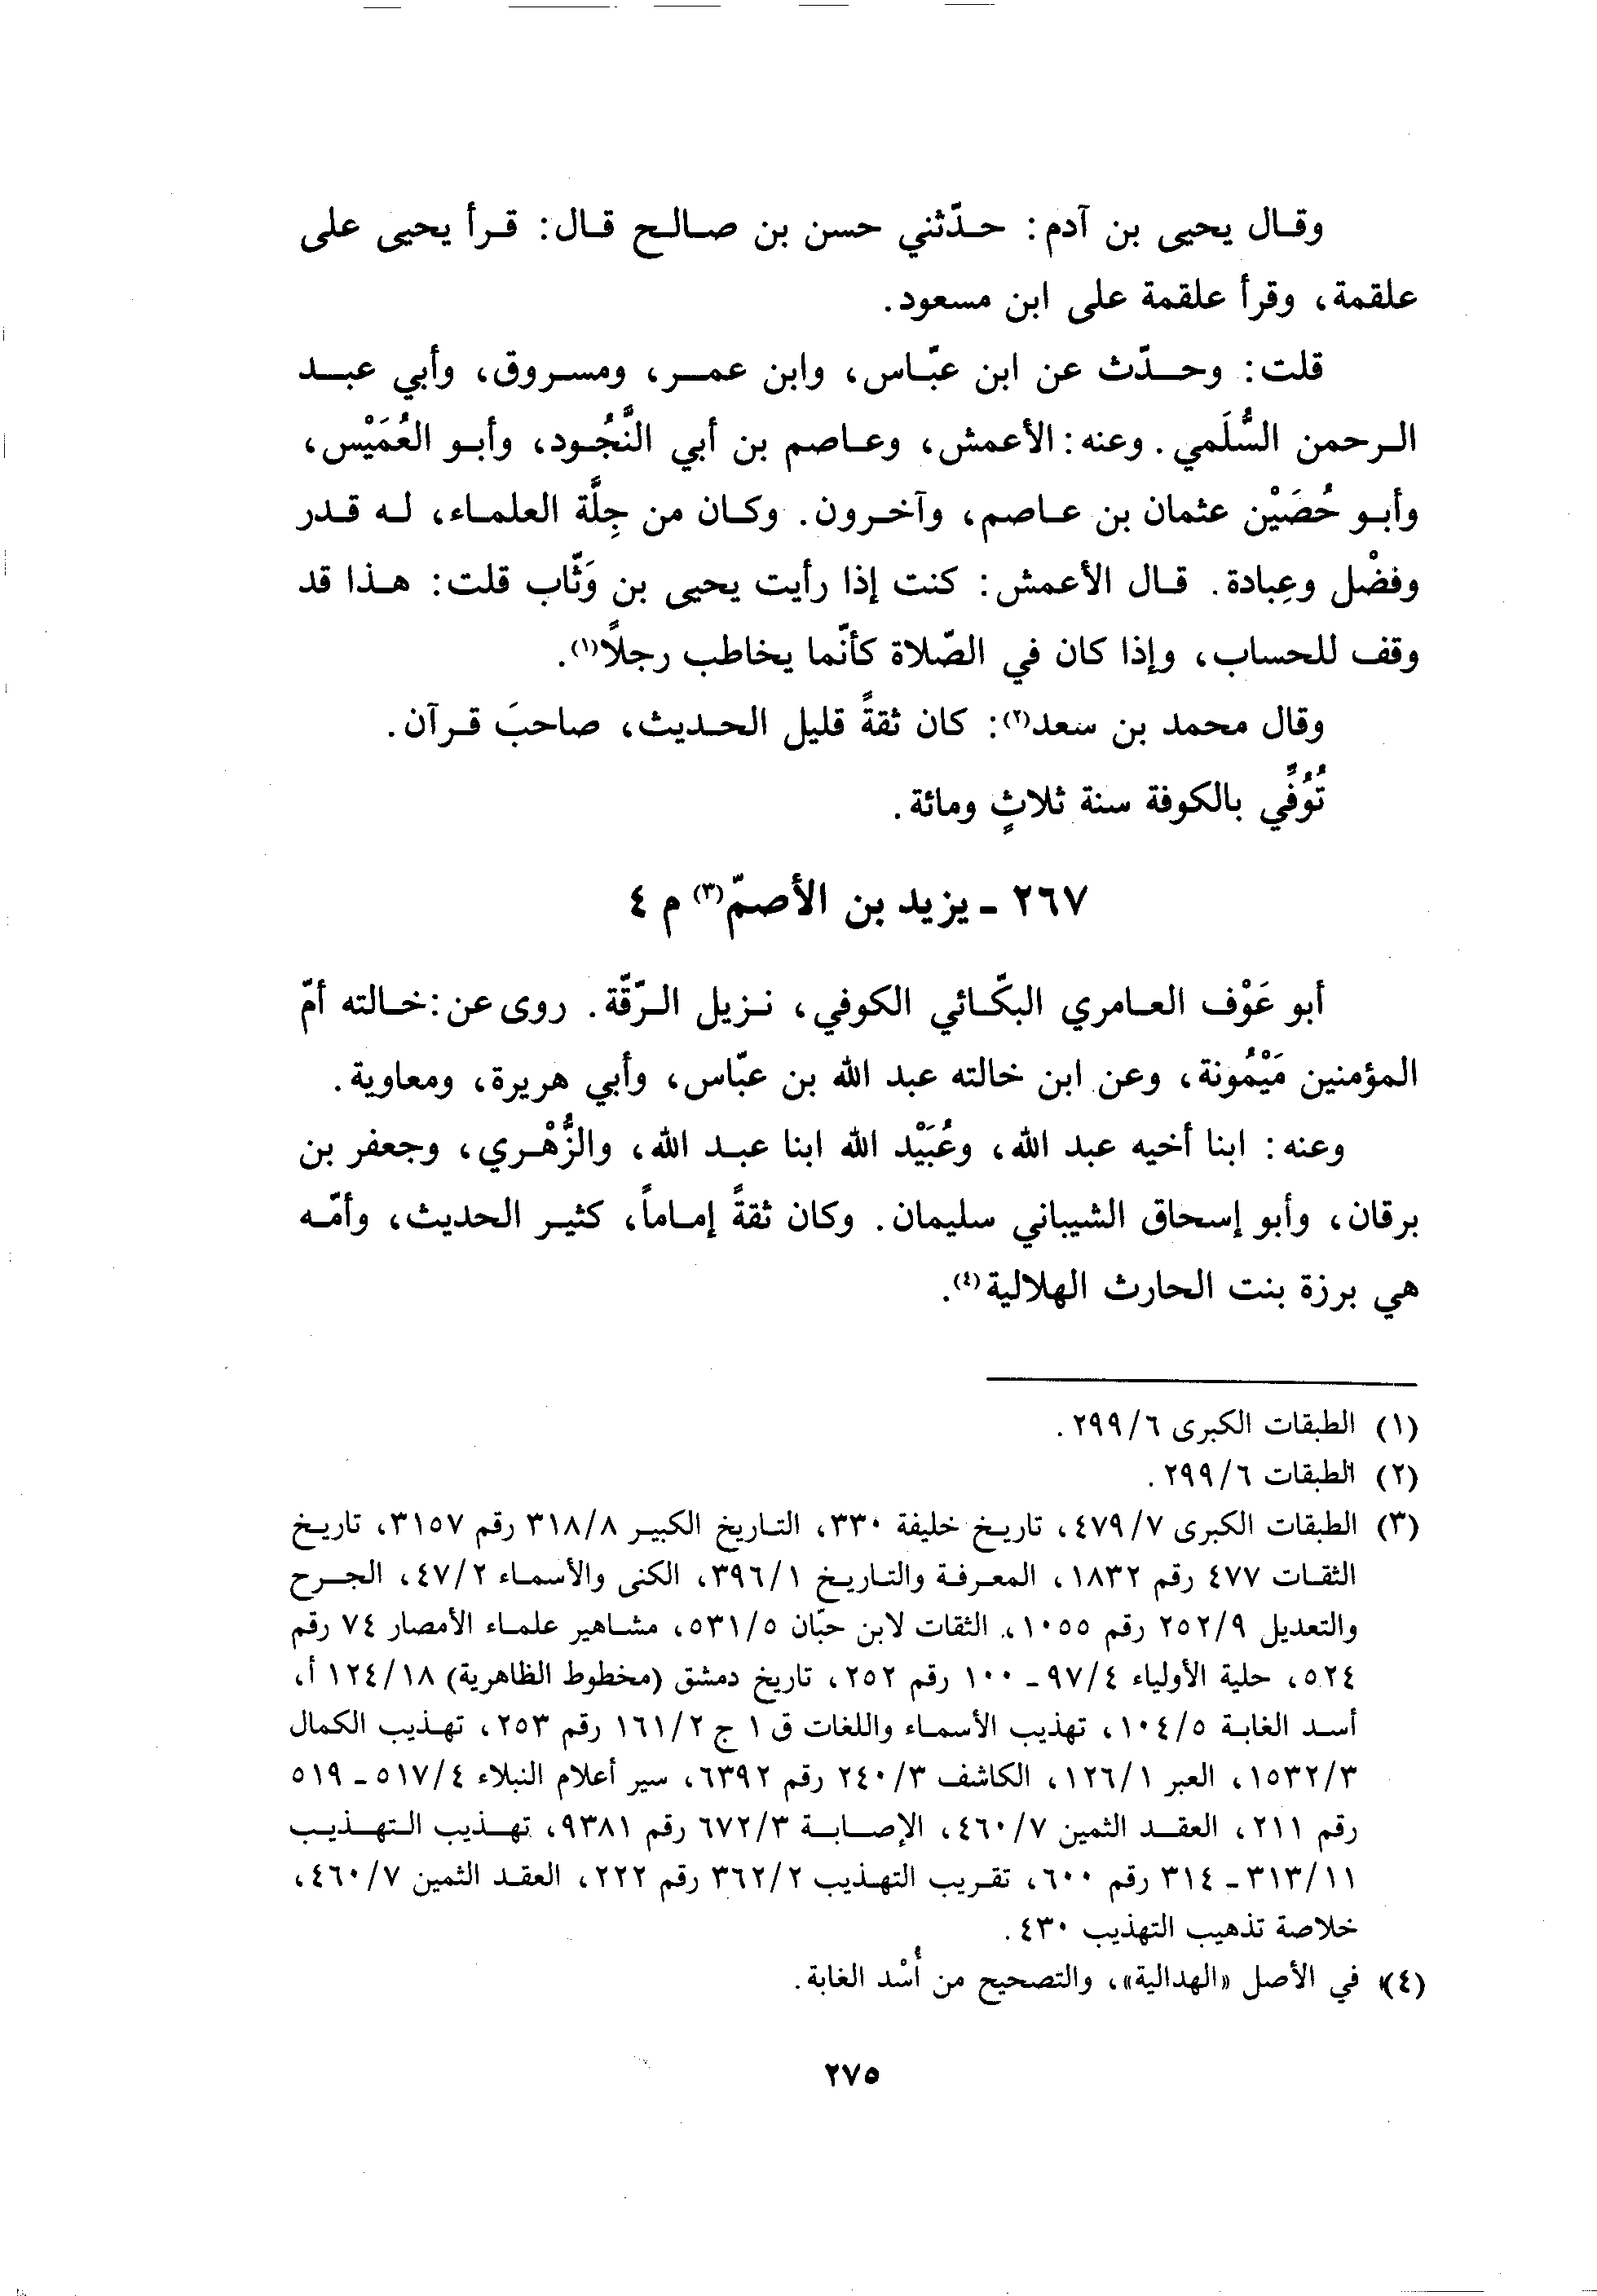 وقال يحيى بن آدم: حدّثني حسن بن صالح قال: قرأ يحيى على
علقمة، وقرأ علقمة على ابن مسعود.
قلت: وحدّث عن ابن عبّاس، وابن عمر، ومسروق، وأبي عبد
الرحمن السُّلَمي. وعنه: الأعمش، وعاصم بن أبي النَّجُود، وأبو العُمَيْس،
وأبو حُصَيْن عثمان بن عاصم، وآخرون. وكان من جِلَّة العلماء، له قدر
وفضْل وعِبادة. قال الأعمش: كنت إذا رأيت يحيى بن وَثّاب قلت: هذا قد
وقف للحساب، وإذا كان في الصّلاة كأنّما يخاطب رجلاً(١).
وقال محمد بن سعد(٢): كان ثقةً قليل الحديث، صاحبَ قرآن.
تُوُفِّي بالكوفة سنة ثلاثٍ ومائة.
٢٦٧ - يزيد بن الأصمّ(٣) م ٤
أبو عَوْف العامري البكّائي الكوفي، نزيل الرّقّة. روى عن: خالته أمّ
المؤمنين مَيْمُونة، وعن ابن خالته عبد الله بن عبّاس، وأبي هريرة، ومعاوية.
وعنه: ابنا أخيه عبد الله، وعُبَيْد الله ابنا عبد الله، والزُّهْري، وجعفر بن
برقان، وأبو إسحاق الشيباني سليمان. وكان ثقةً إماماً، كثير الحديث، وأمّه
هي برزة بنت الحارث الهلالية(٤).
(١) الطبقات الكبرى ٢٩٩/٦.
(٢) الطبقات ٢٩٩/٦.
(٣) الطبقات الكبرى ٤٧٩/٧، تاريخ خليفة ٣٣٠، التاريخ الكبير ٣١٨/٨ رقم ٣١٥٧، تاريخ
الثقات ٤٧٧ رقم ١٨٣٢، المعرفة والتاريخ ٣٩٦/١، الكنى والأسماء ٤٧/٢، الجرح
والتعديل ٢٥٢/٩ رقم ١٠٥٥، الثقات لابن حبّان ٥٣١/٥، مشاهير علماء الأمصار ٧٤ رقم
٥٢٤، حلية الأولياء ٩٧/٤ - ١٠٠ رقم ٢٥٢، تاريخ دمشق (مخطوط الظاهرية) ١٢٤/١٨ أ،
أسد الغابة ١٠٤/٥، تهذيب الأسماء واللغات ق ١ ج ١٦١/٢ رقم ٢٥٣، تهذيب الكمال
١٥٣٢/٣، العبر ١٢٦/١، الكاشف ٢٤٠/٣ رقم ٦٣٩٢، سير أعلام النبلاء ٥١٧/٤ - ٥١٩
رقم ٢١١، العقد الثمين ٤٦٠/٧، الإصابة ٦٧٢/٣ رقم ٩٣٨١، تهذيب التهذيب
٣١٣/١١ - ٣١٤ رقم ٦٠٠، تقريب التهذيب ٣٦٢/٢ رقم ٢٢٢، العقد الثمين ٤٦٠/٧،
خلاصة تذهيب التهذيب ٤٣٠.
(٤) في الأصل «الهدالية»، والتصحيح من أُسْد الغابة.
٢٧٥